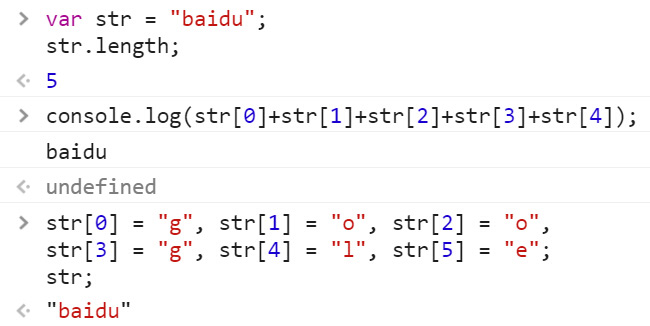 > var str = "baidu";
str.length;
<· 5
> console.log(str[0]+str[1]+str[2]+str[3]+str[4]);
baidu
<· undefined
> str[0] = "g", str[1] = "o", str[2] = "o",
str[3] = "g", str[4] = "l", str[5] = "e";
str;
<· "baidu"